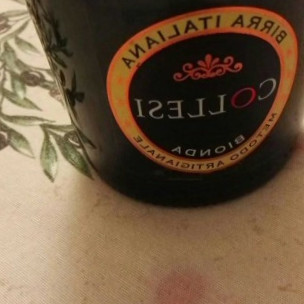 BIRRA ITALIANA
COLLESI
BIONDA
METODO ARTIGIANALE